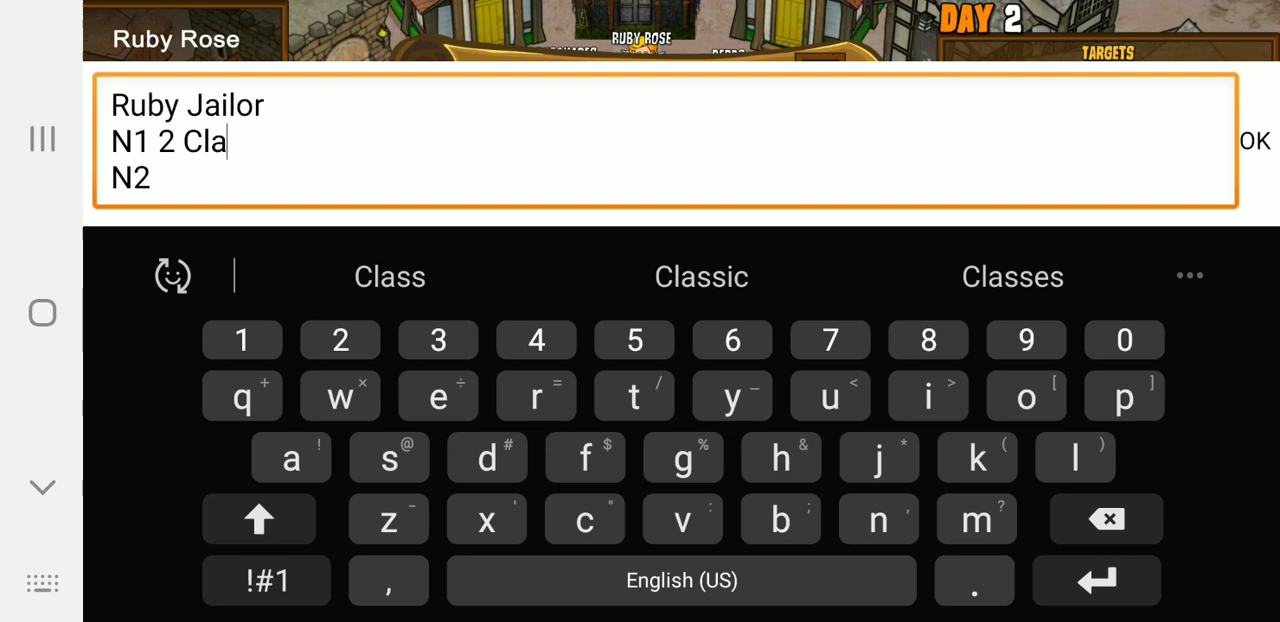 Ruby Rose
RUBY ROSE
DAY 2
TARGETS
Ruby Jailor
N1 2 Cla
N2
OK
Class Classic Classes
1 2 3 4 5 6 7 8 9 0
q + w × e ÷ r = t / y _ u < i > o [ p ]
a ! s @ d # f $ g % h & j * k ( l )
z - x ' c " v : b ; n , m ?
!#1 , English (US) .